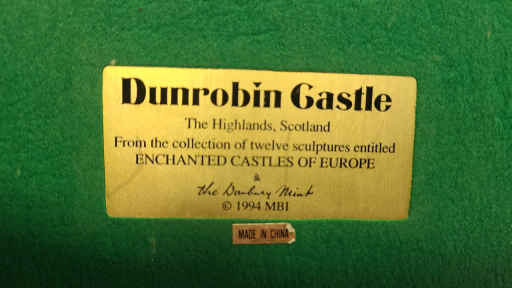 Dunrobin Castle
The Highlands, Scotland
From the collection of twelve sculptures entitled
ENCHANTED CASTLES OF EUROPE
&
the Danbury Mint
© 1994 MBI
MADE IN CHINA